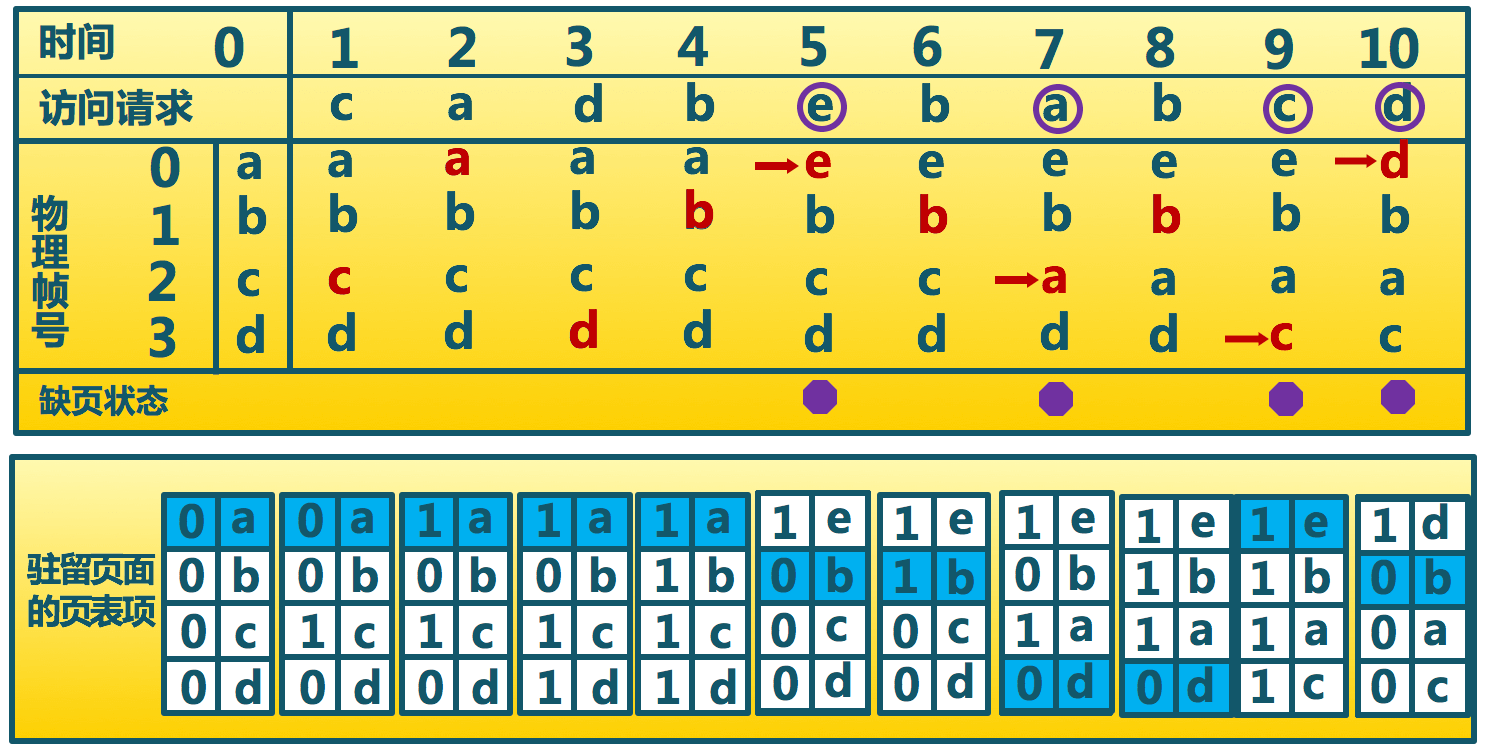 时间 0 1 2 3 4 5 6 7 8 9 10
访问请求 c a d b e b a b c d
物理帧号
0 a a a a a e e e e e d
1 b b b b b b b b b b b
2 c c c c c c c a a a a
3 d d d d d d d d d c c
缺页状态
驻留页面
的页表项
0 a 0 a 1 a 1 a 1 a 1 e 1 e 1 e 1 e 1 e 1 d
0 b 0 b 0 b 0 b 1 b 0 b 1 b 0 b 1 b 1 b 0 b
0 c 1 c 1 c 1 c 1 c 0 c 0 c 1 a 1 a 1 a 0 a
0 d 0 d 0 d 1 d 1 d 0 d 0 d 0 d 0 d 1 c 0 c